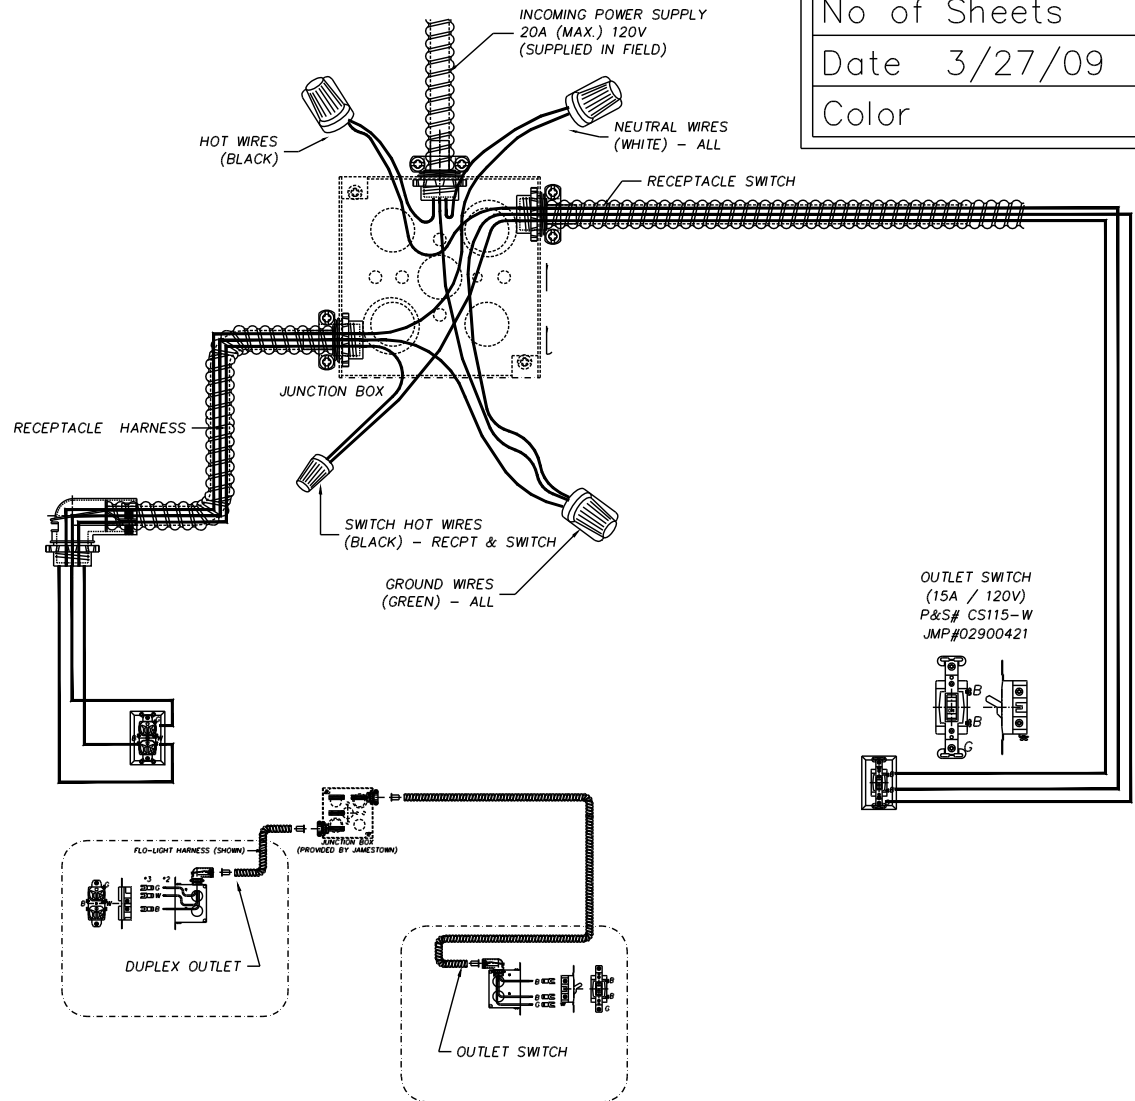 INCOMING POWER SUPPLY
20A (MAX.) 120V
(SUPPLIED IN FIELD)
No of Sheets
Date 3/27/09
Color
HOT WIRES
(BLACK)
NEUTRAL WIRES
(WHITE) - ALL
RECEPTACLE SWITCH
JUNCTION BOX
RECEPTACLE HARNESS
SWITCH HOT WIRES
(BLACK) - RECPT & SWITCH
GROUND WIRES
(GREEN) - ALL
OUTLET SWITCH
(15A / 120V)
P&S# CS115-W
JMP#02900421
B
B
G
JUNCTION BOX
(PROVIDED BY JAMESTOWN)
FLO-LIGHT HARNESS (SHOWN)
*3 *2
G
W
B
G
B
W
DUPLEX OUTLET
B
B
G
B
B
G
OUTLET SWITCH